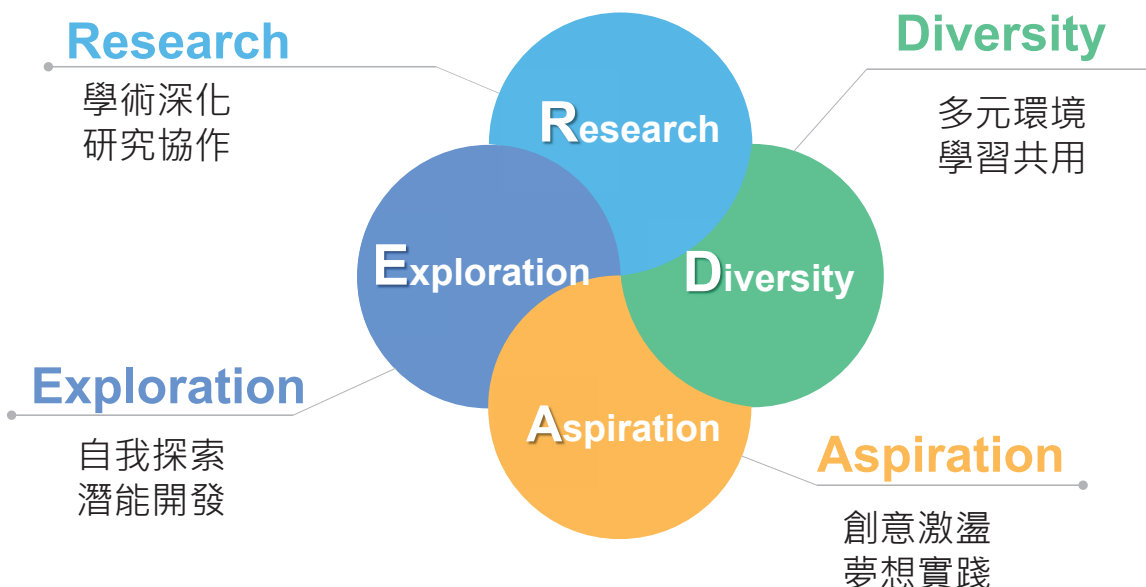 Research
學術深化
研究協作
Diversity
多元環境
學習共用
Research
Exploration
Diversity
Aspiration
Exploration
自我探索
潛能開發
Aspiration
創意激盪
夢想實踐